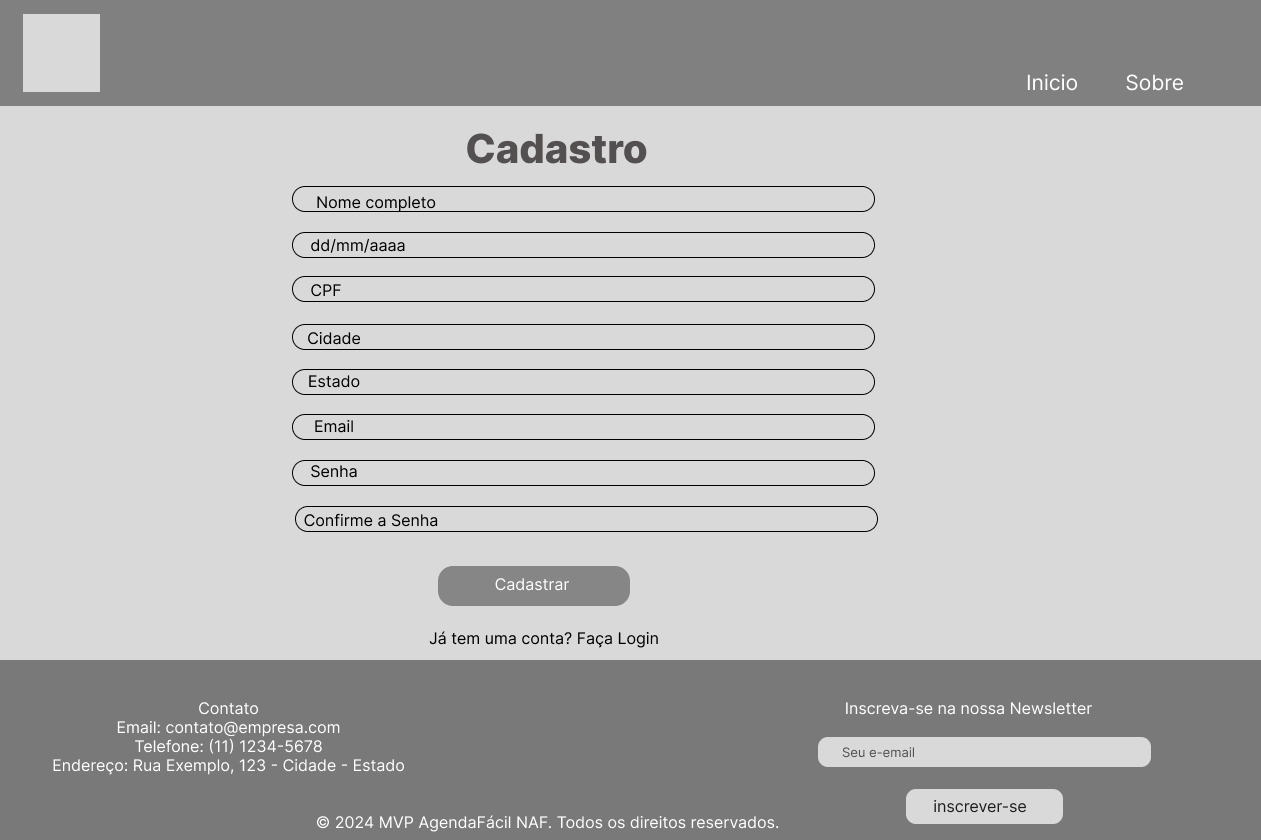 Inicio
Sobre
Cadastro
Nome completo
dd/mm/aaaa
CPF
Cidade
Estado
Email
Senha
Confirme a Senha
Cadastrar
Já tem uma conta? Faça Login
Contato
Email: contato@empresa.com
Telefone: (11) 1234-5678
Endereço: Rua Exemplo, 123 - Cidade - Estado
Inscreva-se na nossa Newsletter
Seu e-email
inscrever-se
© 2024 MVP AgendaFácil NAF. Todos os direitos reservados.